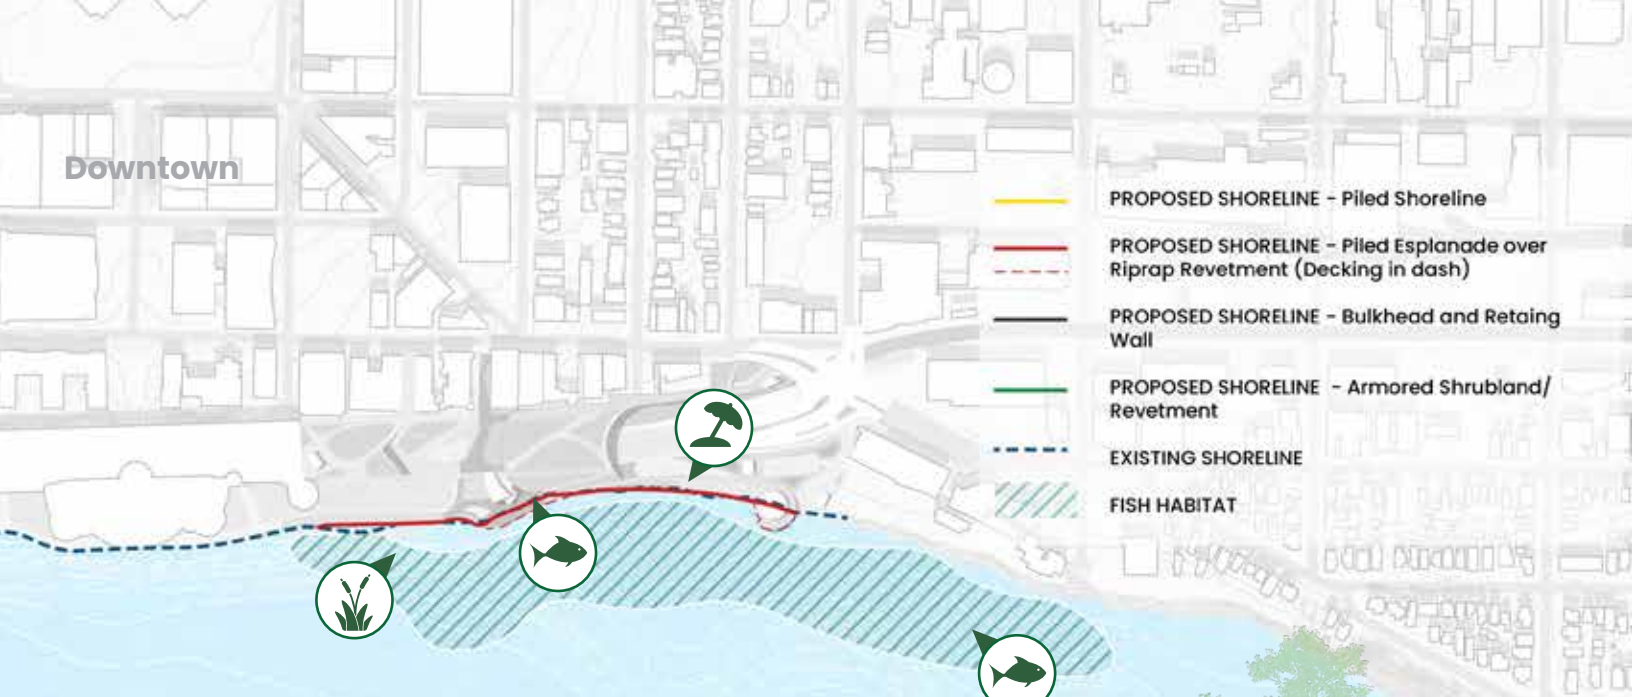 Downtown
PROPOSED SHORELINE - Piled Shoreline
PROPOSED SHORELINE - Piled Esplanade over
Riprap Revetment (Decking in dash)
PROPOSED SHORELINE - Bulkhead and Retaing
Wall
PROPOSED SHORELINE - Armored Shrubland/
Revetment
EXISTING SHORELINE
FISH HABITAT